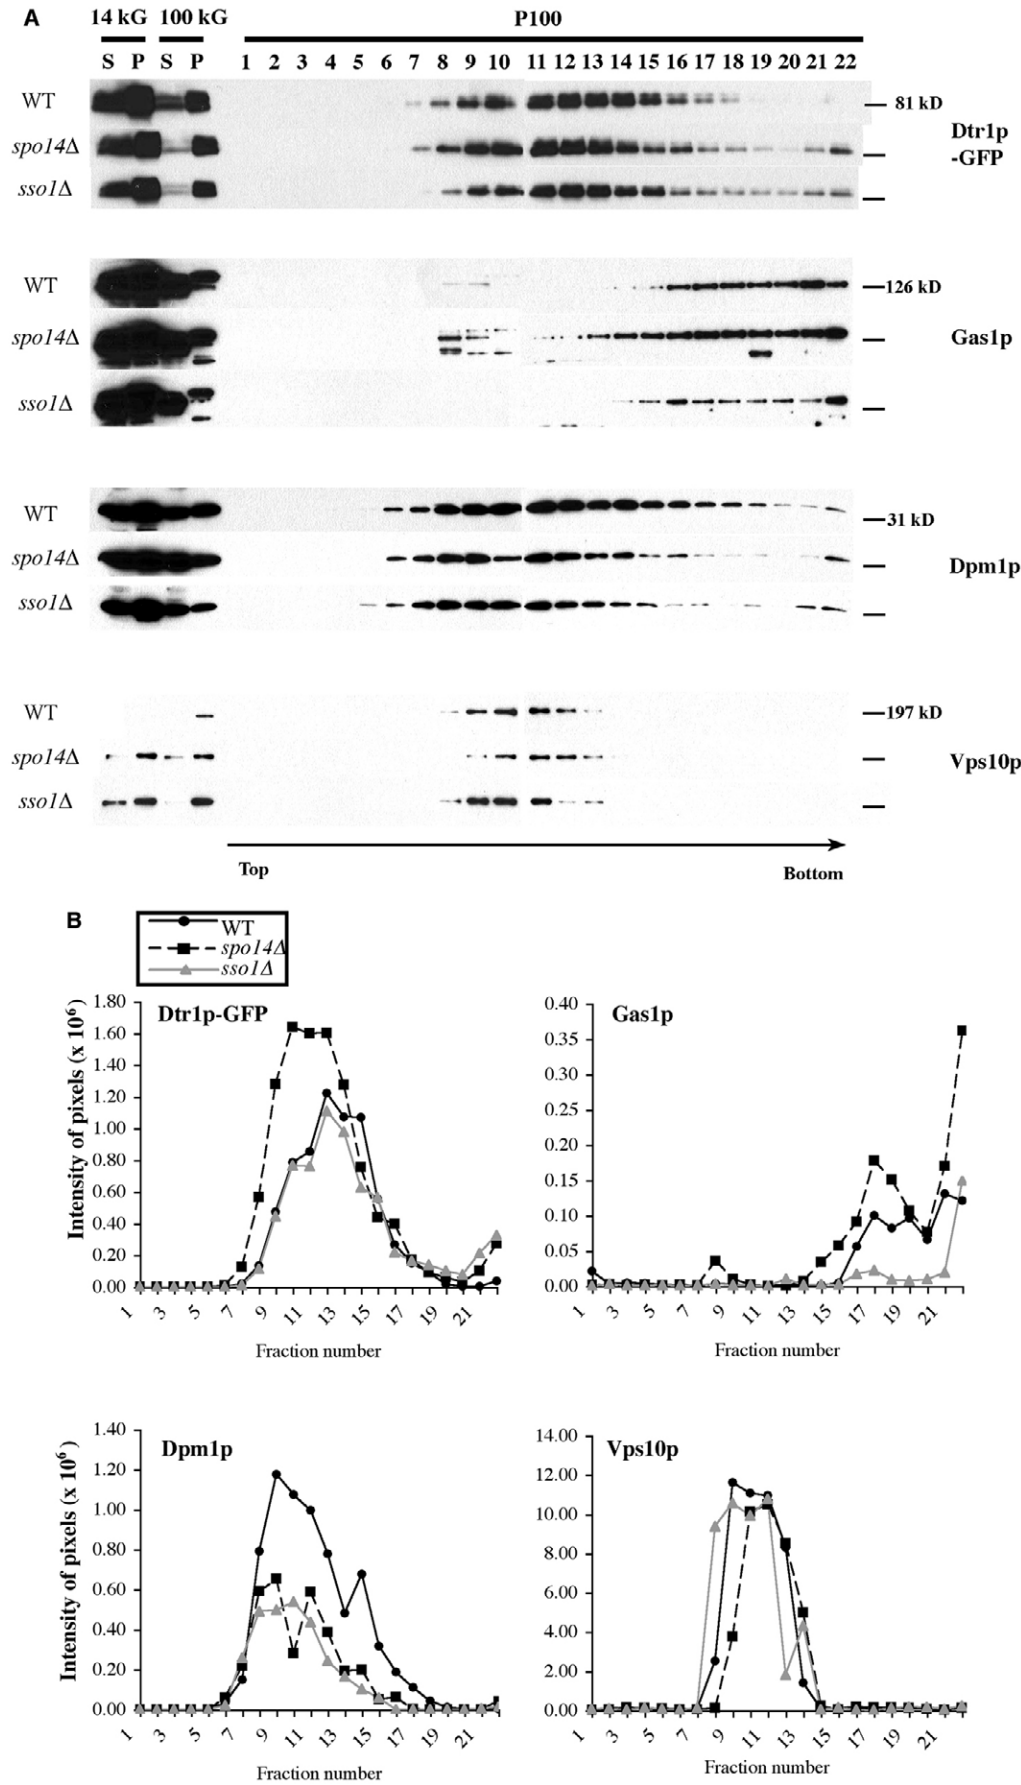 A
14 kG 100 kG P100
S P S P 1 2 3 4 5 6 7 8 9 10 11 12 13 14 15 16 17 18 19 20 21 22
WT 81 kD
spo14Δ Dtr1p
-GFP
sso1Δ
WT 126 kD
spo14Δ Gas1p
sso1Δ
WT 31 kD
spo14Δ Dpm1p
sso1Δ
WT 197 kD
spo14Δ Vps10p
sso1Δ
Top Bottom
B
WT
spo14Δ
sso1Δ
Dtr1p-GFP
Intensity of pixels (x 10⁶)
1.80
1.60
1.40
1.20
1.00
0.80
0.60
0.40
0.20
0.00
1 3 5 7 9 11 13 15 17 19 21
Fraction number
Gas1p
0.40
0.35
0.30
0.25
0.20
0.15
0.10
0.05
0.00
1 3 5 7 9 11 13 15 17 19 21
Fraction number
Dpm1p
Intensity of pixels (x 10⁶)
1.40
1.20
1.00
0.80
0.60
0.40
0.20
0.00
1 3 5 7 9 11 13 15 17 19 21
Fraction number
Vps10p
14.00
12.00
10.00
8.00
6.00
4.00
2.00
0.00
1 3 5 7 9 11 13 15 17 19 21
Fraction number